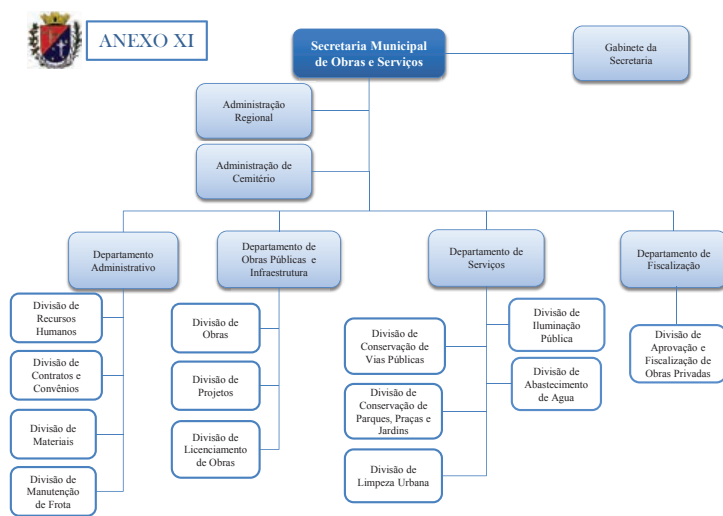 ANEXO XI
Secretaria Municipal
de Obras e Serviços
Gabinete da
Secretaria
Administração
Regional
Administração de
Cemitério
Departamento
Administrativo
Departamento de
Obras Públicas e
Infraestrutura
Departamento de
Serviços
Departamento de
Fiscalização
Divisão de
Recursos
Humanos
Divisão de
Contratos e
Convênios
Divisão de
Materiais
Divisão de
Manutenção
de Frota
Divisão de
Obras
Divisão de
Projetos
Divisão de
Licenciamento
de Obras
Divisão de
Conservação de
Vias Públicas
Divisão de
Conservação de
Parques, Praças e
Jardins
Divisão de
Limpeza Urbana
Divisão de
Iluminação
Pública
Divisão de
Abastecimento
de Agua
Divisão de
Aprovação e
Fiscalização de
Obras Privadas